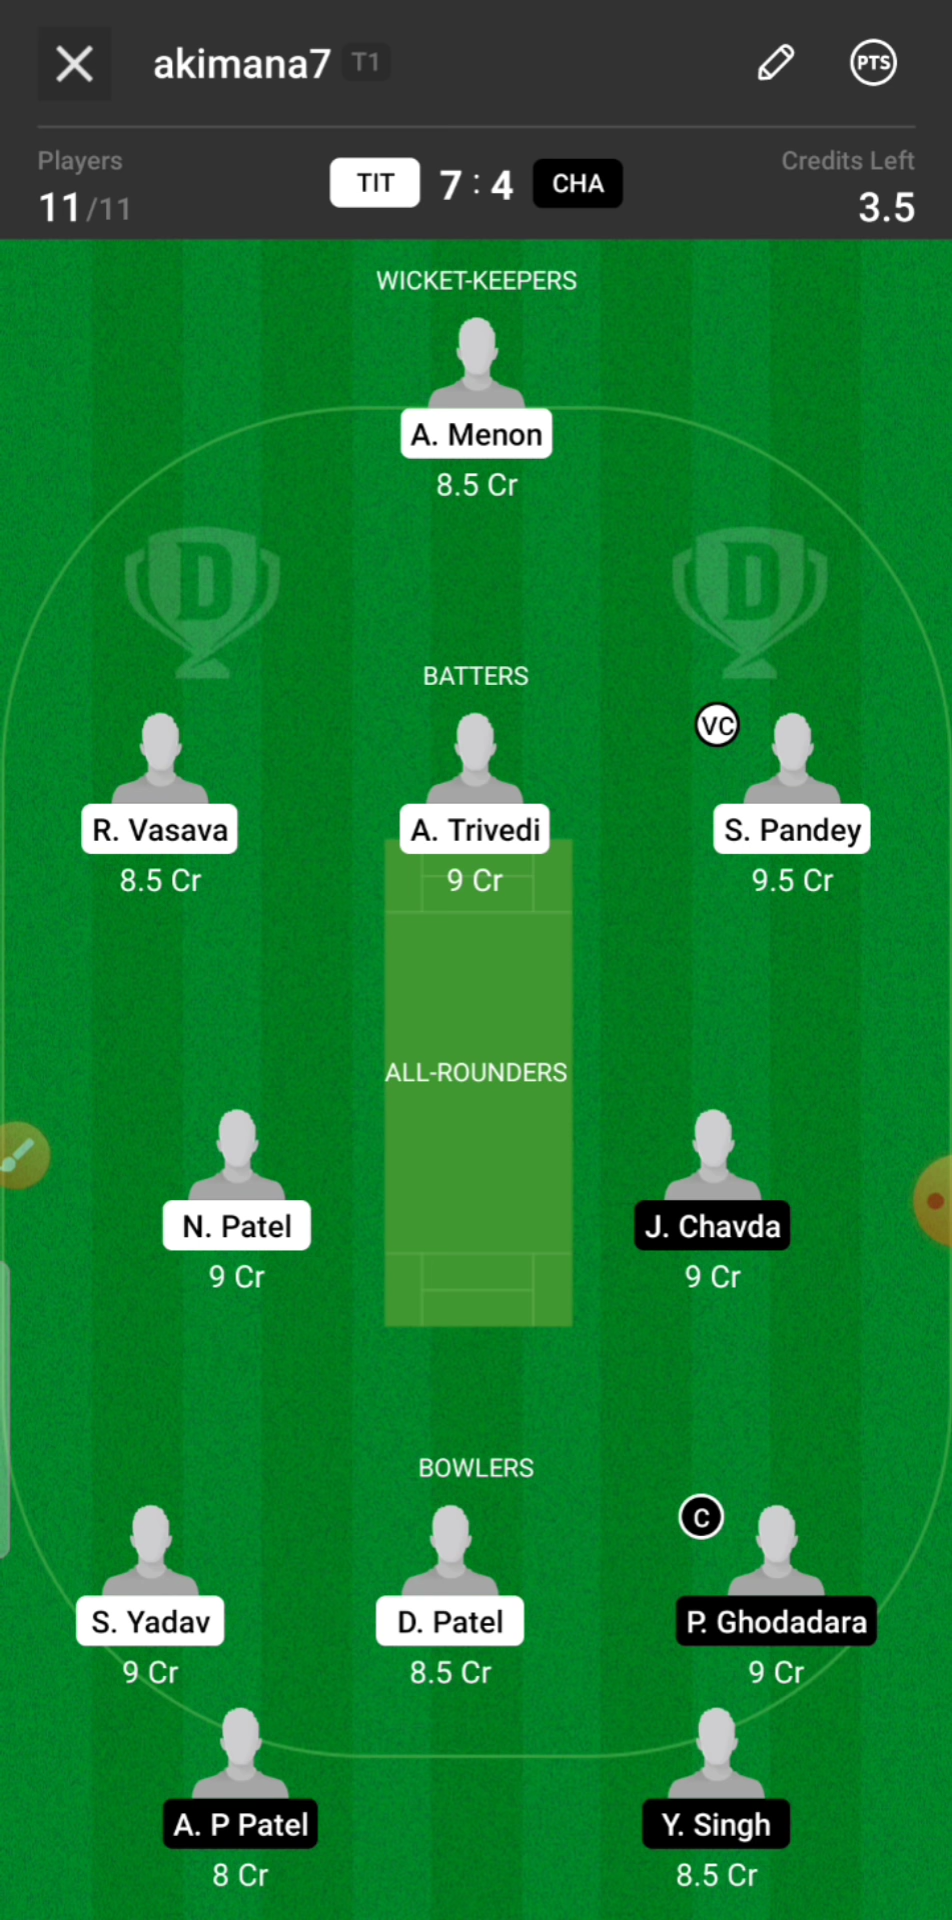 akimana7 T1 PTS
Players Credits Left
11/11 TIT 7 : 4 CHA 3.5
WICKET-KEEPERS
A. Menon
8.5 Cr
D D
BATTERS
VC
R. Vasava A. Trivedi S. Pandey
8.5 Cr 9 Cr 9.5 Cr
ALL-ROUNDERS
N. Patel J. Chavda
9 Cr 9 Cr
BOWLERS
C
S. Yadav D. Patel P. Ghodadara
9 Cr 8.5 Cr 9 Cr
A. P Patel Y. Singh
8 Cr 8.5 Cr